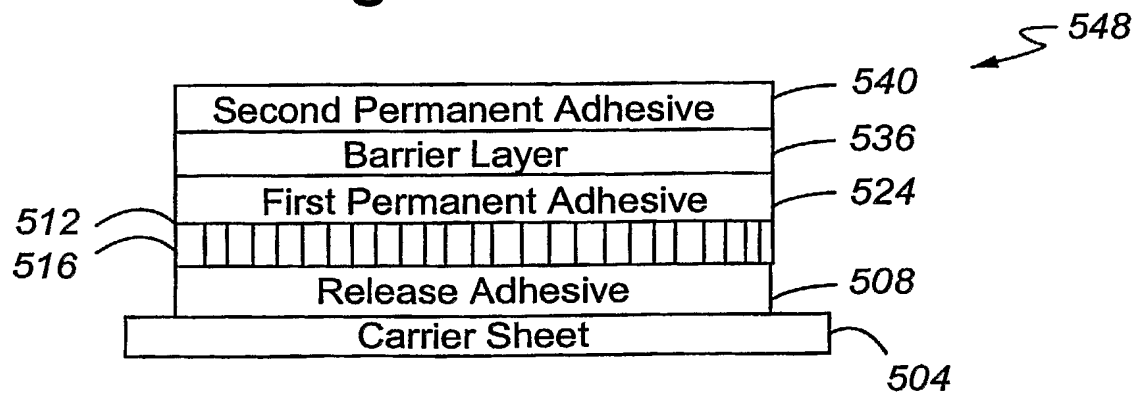 548
540
Second Permanent Adhesive
536
Barrier Layer
524
First Permanent Adhesive
512
516
508
Release Adhesive
Carrier Sheet
504